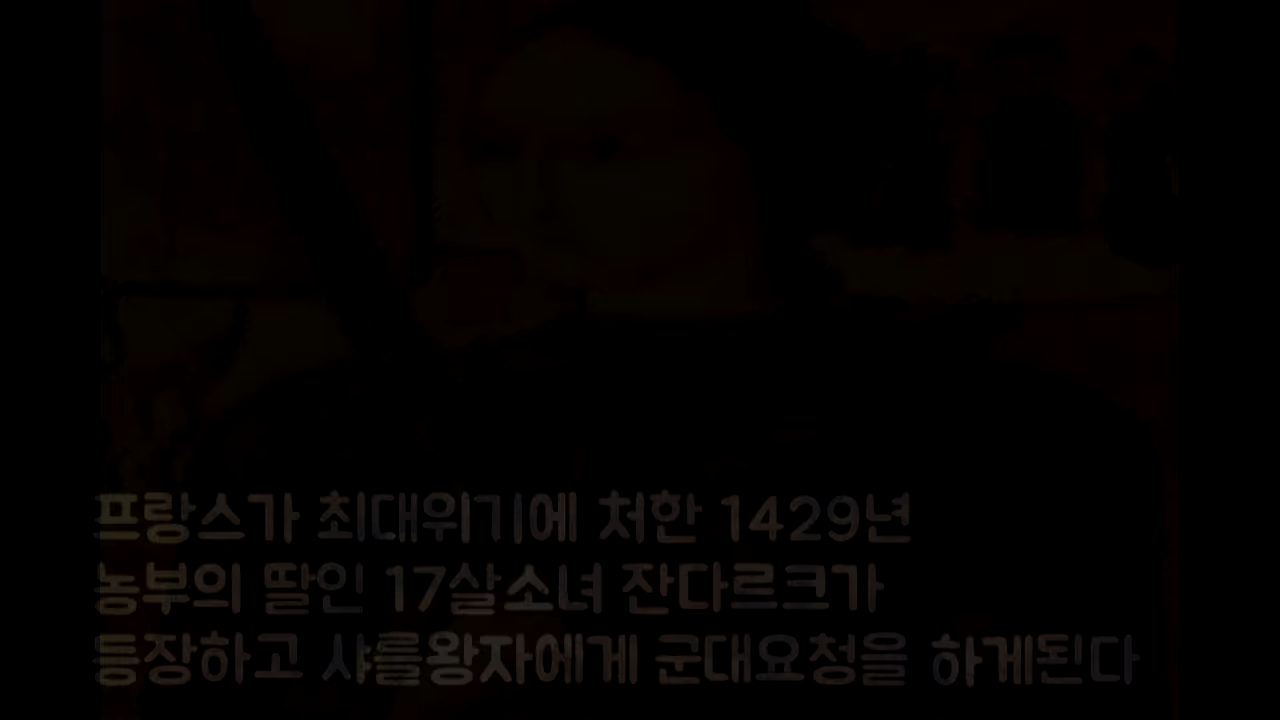 프랑스가 최대위기에 처한 1429년
농부의 딸인 17살소녀 잔다르크가
등장하고 샤를왕자에게 군대요청을 하게된다